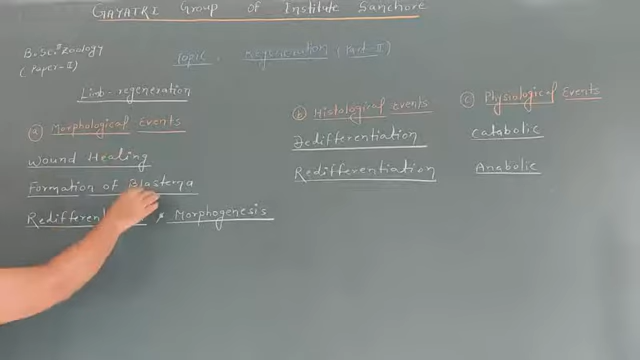 GAYATRI Group of Institute Sanchore
B.Sc. II Zoology
(Paper-II)
Topic. Regeneration (Part-II)
Limb-regeneration
(a) Morphological Events
Wound Healing
Formation of Blastema
Redifferen & Morphogenesis
(b) Histological events
Dedifferentiation
Redifferentiation
(c) Physiological Events
Catabolic
Anabolic